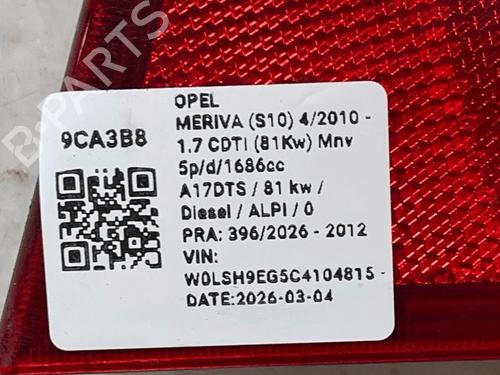 9CA3B8
OPEL
MERIVA (S10) 4/2010 -
1.7 CDTI (81Kw) Mnv
5p/d/1686cc
A17DTS / 81 kw /
Diesel / ALPI / 0
PRA: 396/2026 - 2012
VIN:
W0LSH9EG5C4104815 -
DATE:2026-03-04